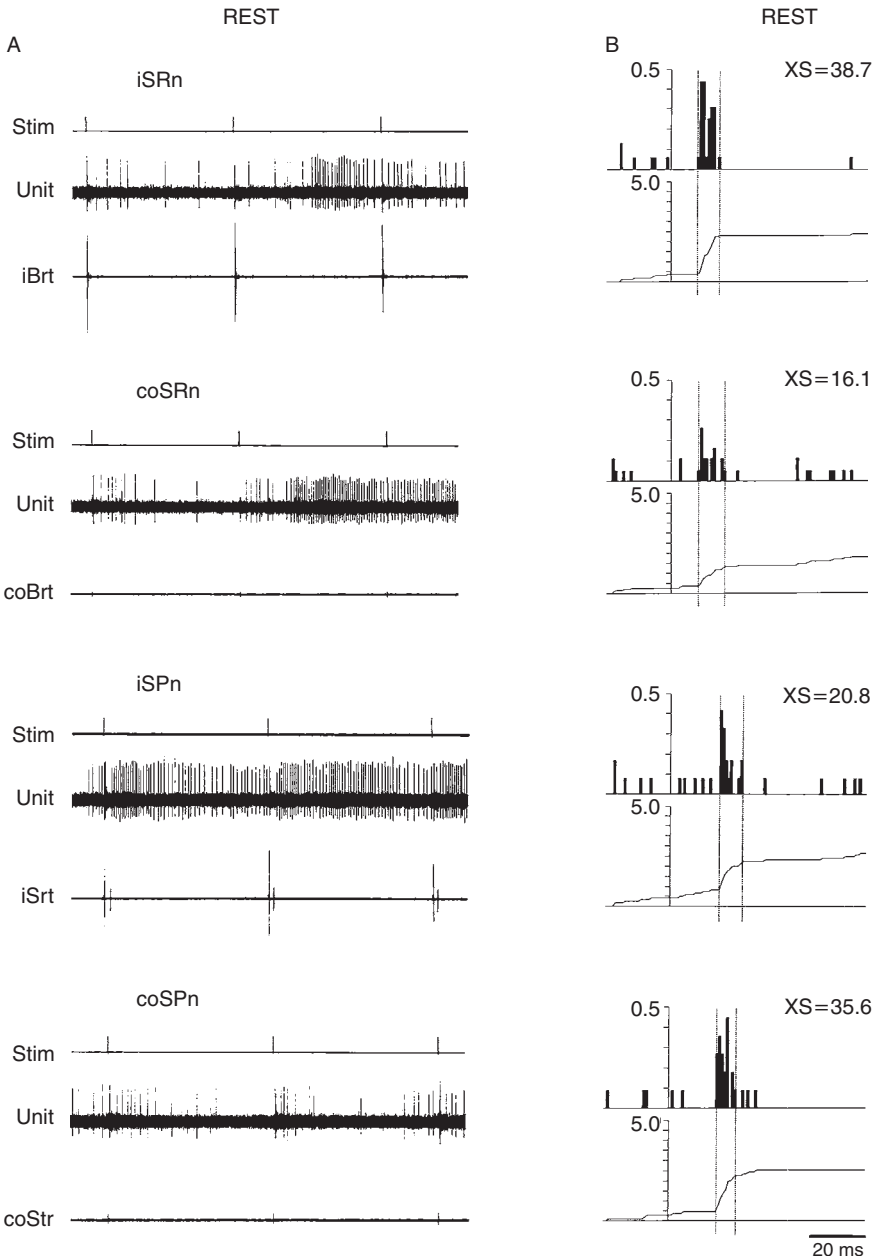 REST
REST
A
B
iSRn
Stim
Unit
iBrt
0.5
XS=38.7
5.0
coSRn
Stim
Unit
coBrt
0.5
XS=16.1
5.0
iSPn
Stim
Unit
iSrt
0.5
XS=20.8
5.0
coSPn
Stim
Unit
coStr
0.5
XS=35.6
5.0
20 ms